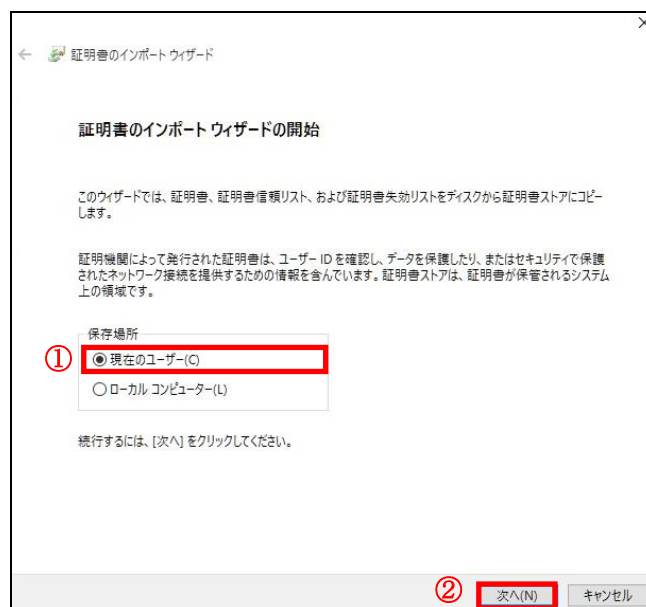 証明書のインポート ウィザード
証明書のインポート ウィザードの開始
このウィザードでは、証明書、証明書信頼リスト、および証明書失効リストをディスクから証明書ストアにコピー
します。
証明機関によって発行された証明書は、ユーザー ID を確認し、データを保護したり、またはセキュリティで保護
されたネットワーク接続を提供するための情報を含んでいます。証明書ストアは、証明書が保管されるシステム
上の領域です。
保存場所
① 現在のユーザー(C)
ローカル コンピューター(L)
続行するには、[次へ] をクリックしてください。
② 次へ(N) キャンセル